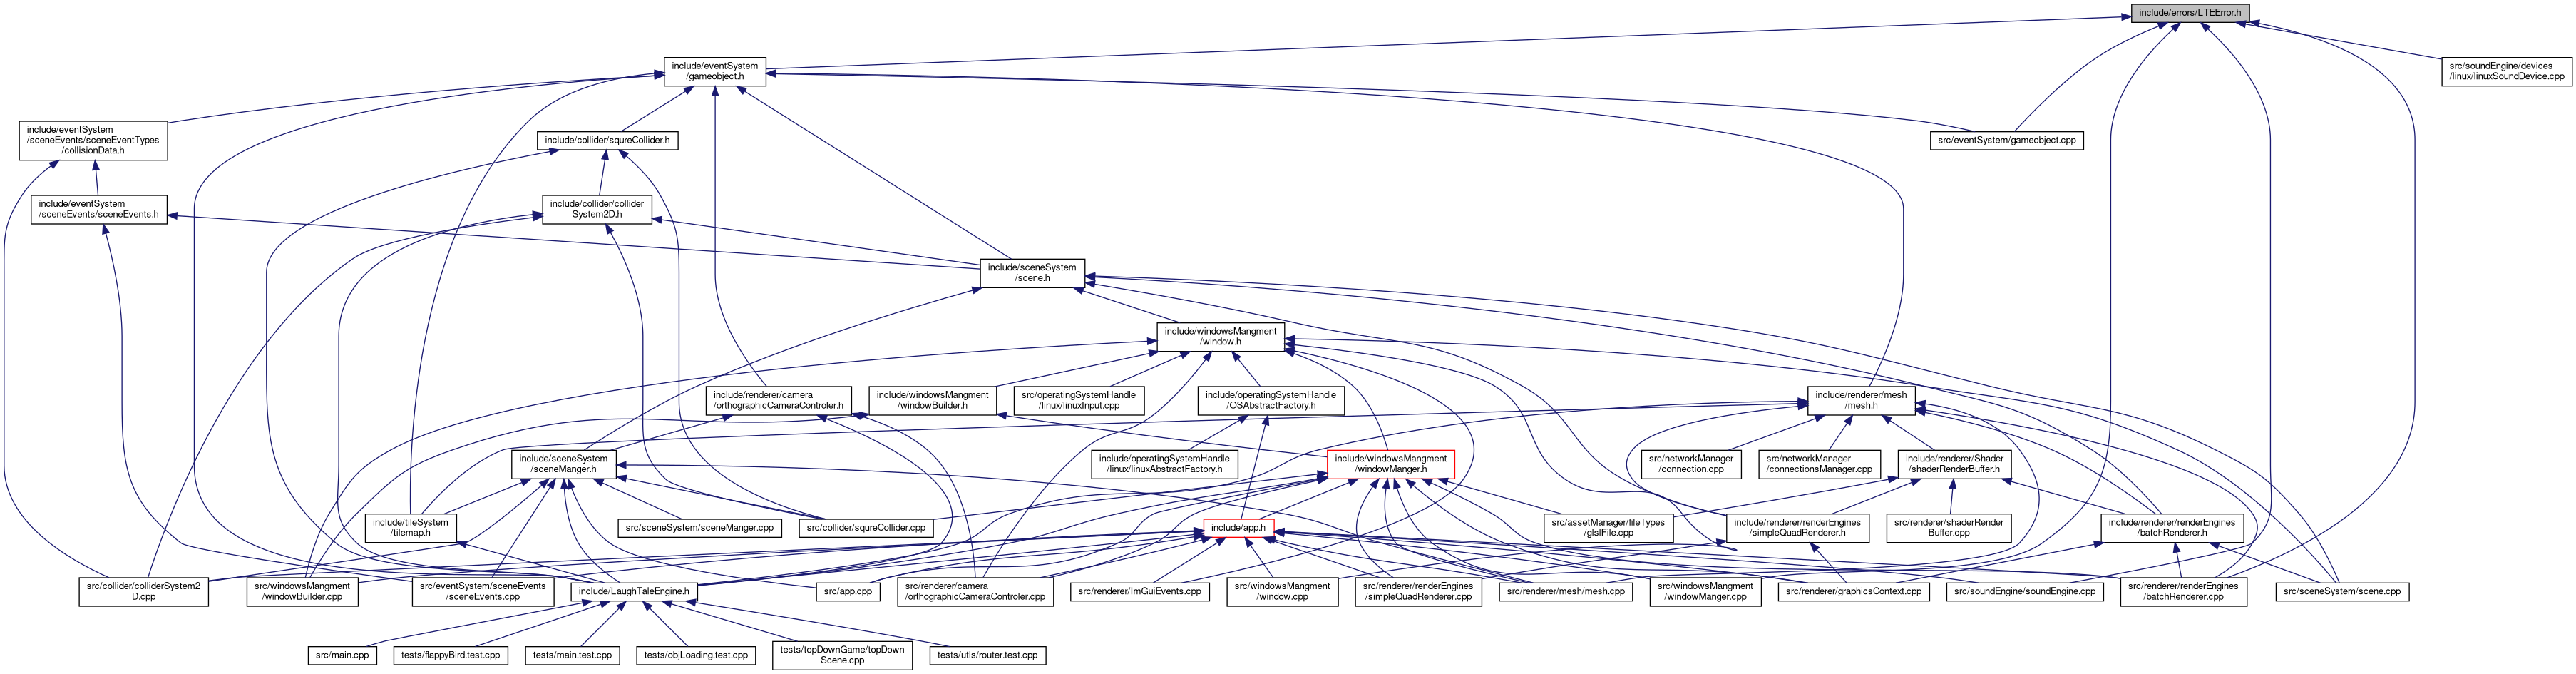 include/errors/LTEError.h
include/eventSystem
/gameobject.h
src/soundEngine/devices
/linux/linuxSoundDevice.cpp
include/eventSystem
/sceneEvents/sceneEventTypes
/collisionData.h
include/collider/squreCollider.h
src/eventSystem/gameobject.cpp
include/eventSystem
/sceneEvents/sceneEvents.h
include/collider/collider
System2D.h
include/sceneSystem
/scene.h
include/windowsMangment
/window.h
include/renderer/camera
/orthographicCameraControler.h
include/windowsMangment
/windowBuilder.h
src/operatingSystemHandle
/linux/linuxInput.cpp
include/operatingSystemHandle
/OSAbstractFactory.h
include/renderer/mesh
/mesh.h
include/sceneSystem
/sceneManger.h
include/operatingSystemHandle
/linux/linuxAbstractFactory.h
include/windowsMangment
/windowManger.h
src/networkManager
/connection.cpp
src/networkManager
/connectionsManager.cpp
include/renderer/Shader
/shaderRenderBuffer.h
include/tileSystem
/tilemap.h
src/sceneSystem/sceneManger.cpp
src/collider/squreCollider.cpp
include/app.h
src/assetManager/fileTypes
/glslFile.cpp
include/renderer/renderEngines
/simpleQuadRenderer.h
src/renderer/shaderRender
Buffer.cpp
include/renderer/renderEngines
/batchRenderer.h
src/collider/colliderSystem2
D.cpp
src/windowsMangment
/windowBuilder.cpp
src/eventSystem/sceneEvents
/sceneEvents.cpp
include/LaughTaleEngine.h
src/app.cpp
src/renderer/camera
/orthographicCameraControler.cpp
src/renderer/ImGuiEvents.cpp
src/windowsMangment
/window.cpp
src/renderer/renderEngines
/simpleQuadRenderer.cpp
src/renderer/mesh/mesh.cpp
src/windowsMangment
/windowManger.cpp
src/renderer/graphicsContext.cpp
src/soundEngine/soundEngine.cpp
src/renderer/renderEngines
/batchRenderer.cpp
src/sceneSystem/scene.cpp
src/main.cpp
tests/flappyBird.test.cpp
tests/main.test.cpp
tests/objLoading.test.cpp
tests/topDownGame/topDown
Scene.cpp
tests/utls/router.test.cpp